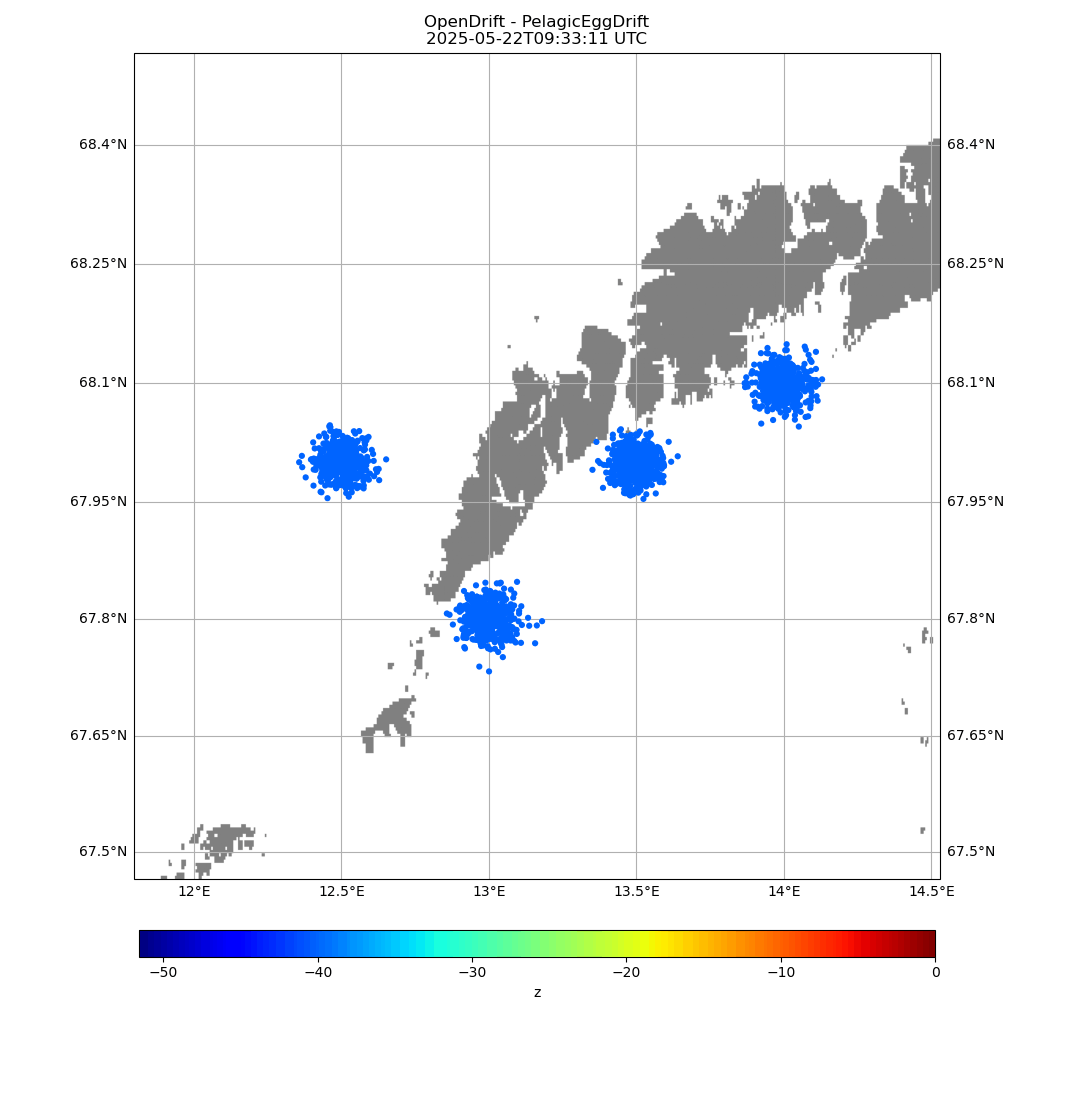 OpenDrift - PelagicEggDrift
2025-05-22T09:33:11 UTC
68.4°N 68.4°N
68.25°N 68.25°N
68.1°N 68.1°N
67.95°N 67.95°N
67.8°N 67.8°N
67.65°N 67.65°N
67.5°N 67.5°N
12°E 12.5°E 13°E 13.5°E 14°E 14.5°E
−50 −40 −30 −20 −10 0
z